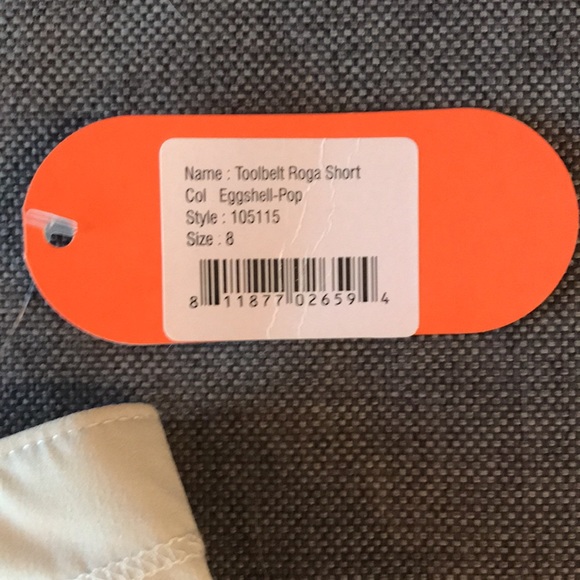 Name : Toolbelt Roga Short
Col Eggshell-Pop
Style : 105115
Size : 8
8 11877 02659 4